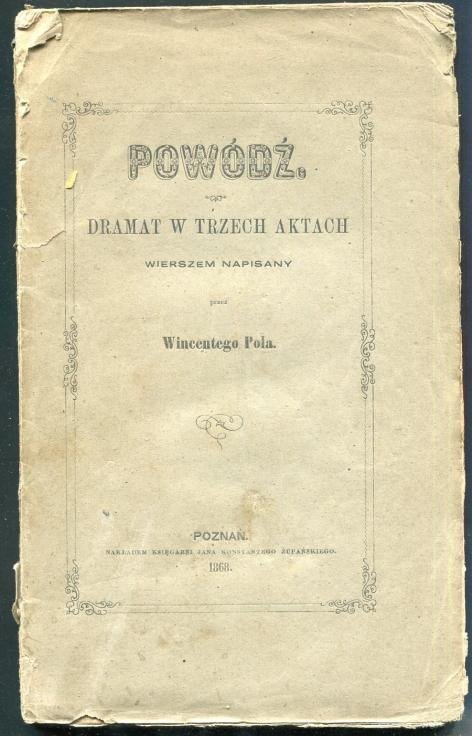 POWÓDŹ.
DRAMAT W TRZECH AKTACH
WIERSZEM NAPISANY
przez
Wincentego Pola.
POZNAŃ.
NAKŁADEM KSIĘGARNI JANA KONSTANTEGO ŻUPAŃSKIEGO.
1868.